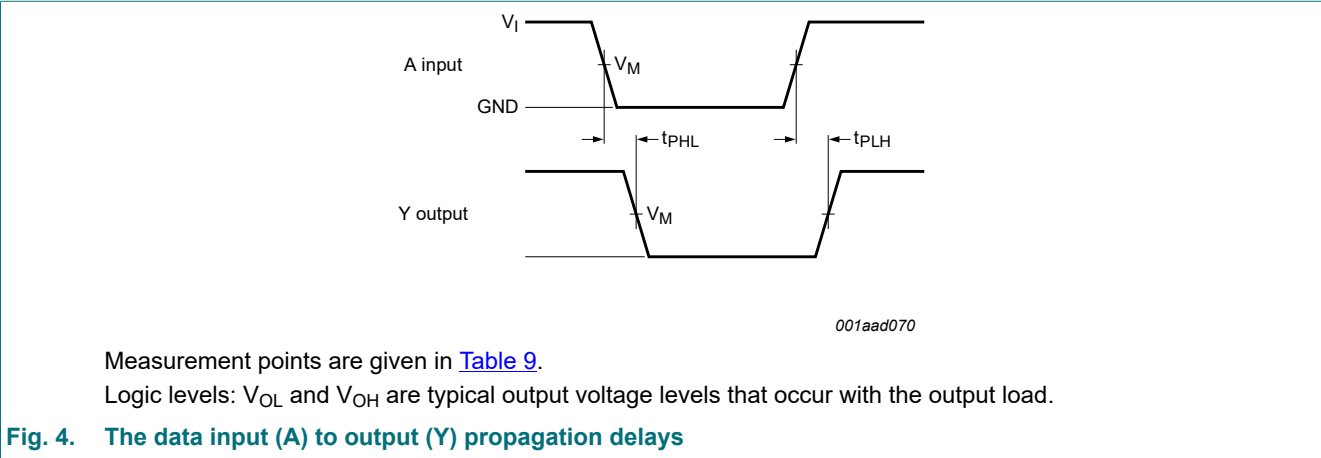 VI
A input
VM
GND
tPHL
tPLH
Y output
VM
001aad070
Measurement points are given in Table 9.
Logic levels: VOL and VOH are typical output voltage levels that occur with the output load.
Fig. 4. The data input (A) to output (Y) propagation delays